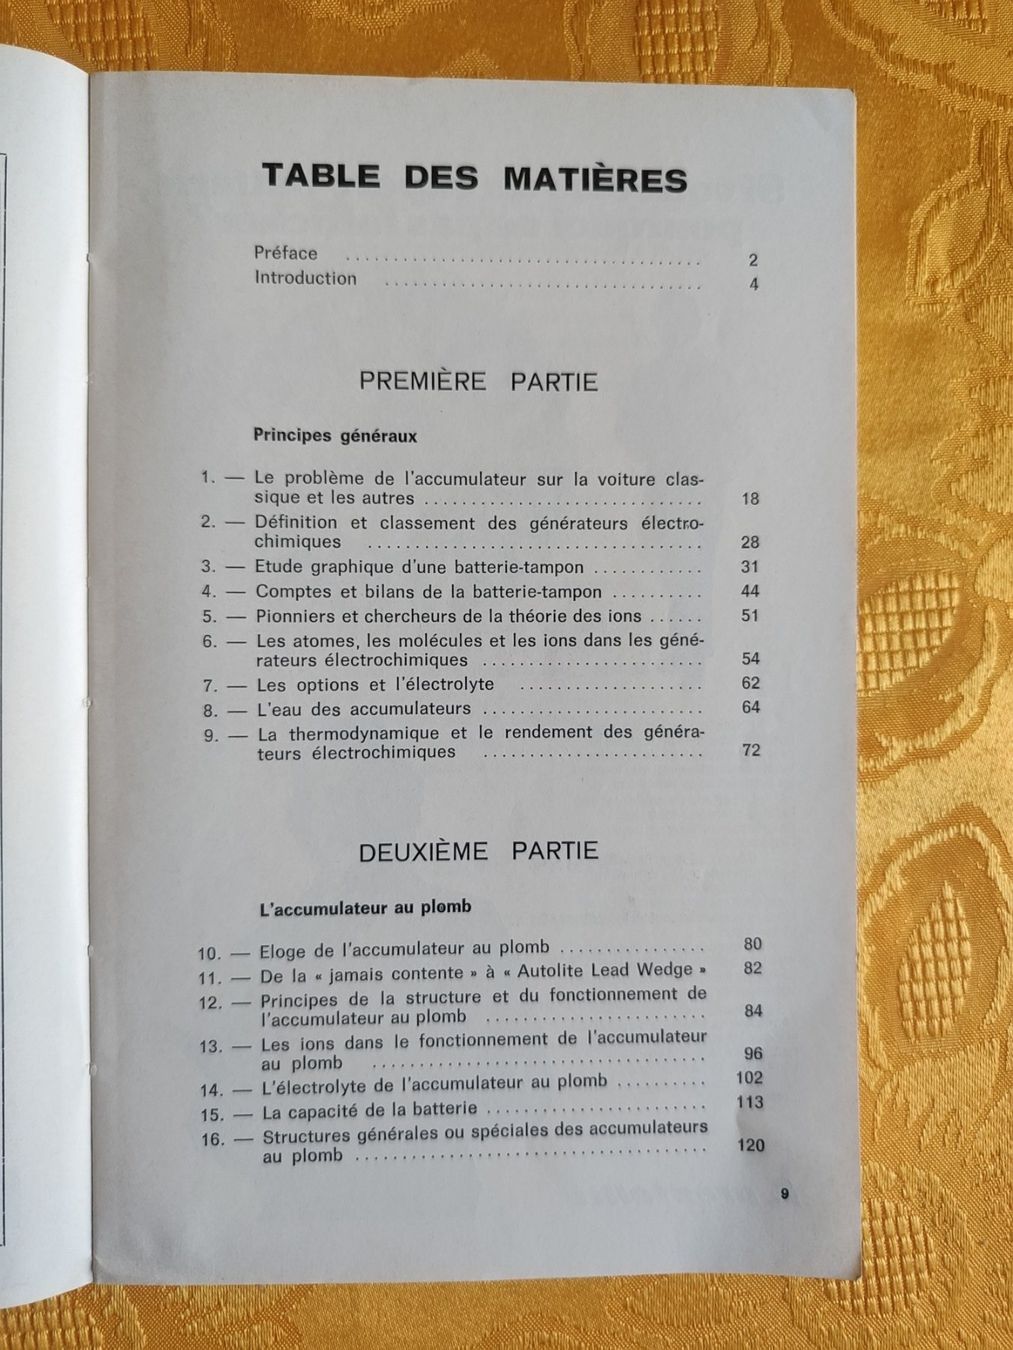 TABLE DES MATIÈRES
Préface ..................................... 2
Introduction ................................. 4
PREMIÈRE PARTIE
Principes généraux
1. — Le problème de l'accumulateur sur la voiture clas-
sique et les autres ............................. 18
2. — Définition et classement des générateurs électro-
chimiques ................................... 28
3. — Etude graphique d'une batterie-tampon ............ 31
4. — Comptes et bilans de la batterie-tampon .......... 44
5. — Pionniers et chercheurs de la théorie des ions ...... 51
6. — Les atomes, les molécules et les ions dans les géné-
rateurs électrochimiques ....................... 54
7. — Les options et l'électrolyte ................... 62
8. — L'eau des accumulateurs ....................... 64
9. — La thermodynamique et le rendement des généra-
teurs électrochimiques ....................... 72
DEUXIÈME PARTIE
L'accumulateur au plomb
10. — Eloge de l'accumulateur au plomb ................ 80
11. — De la « jamais contente » à « Autolite Lead Wedge » 82
12. — Principes de la structure et du fonctionnement de
l'accumulateur au plomb ....................... 84
13. — Les ions dans le fonctionnement de l'accumulateur
au plomb ................................... 96
14. — L'électrolyte de l'accumulateur au plomb .......... 102
15. — La capacité de la batterie ........................ 113
16. — Structures générales ou spéciales des accumulateurs
au plomb ..................................... 120
9